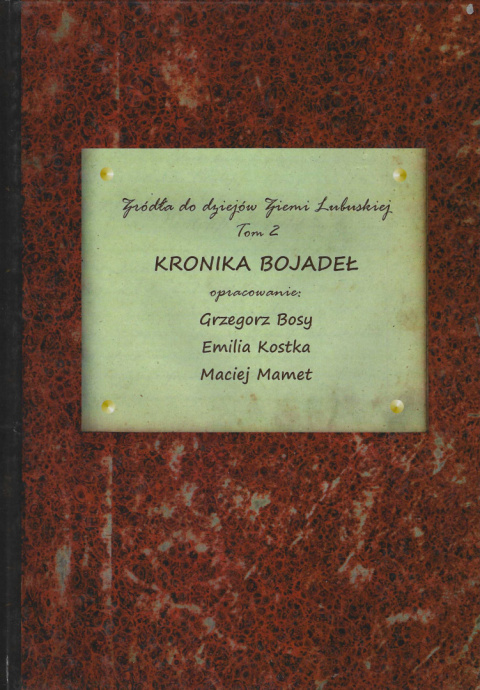 Źródła do dziejów Ziemi Lubuskiej
Tom 2
KRONIKA BOJADEŁ
opracowanie:
Grzegorz Bosy
Emilia Kostka
Maciej Mamet